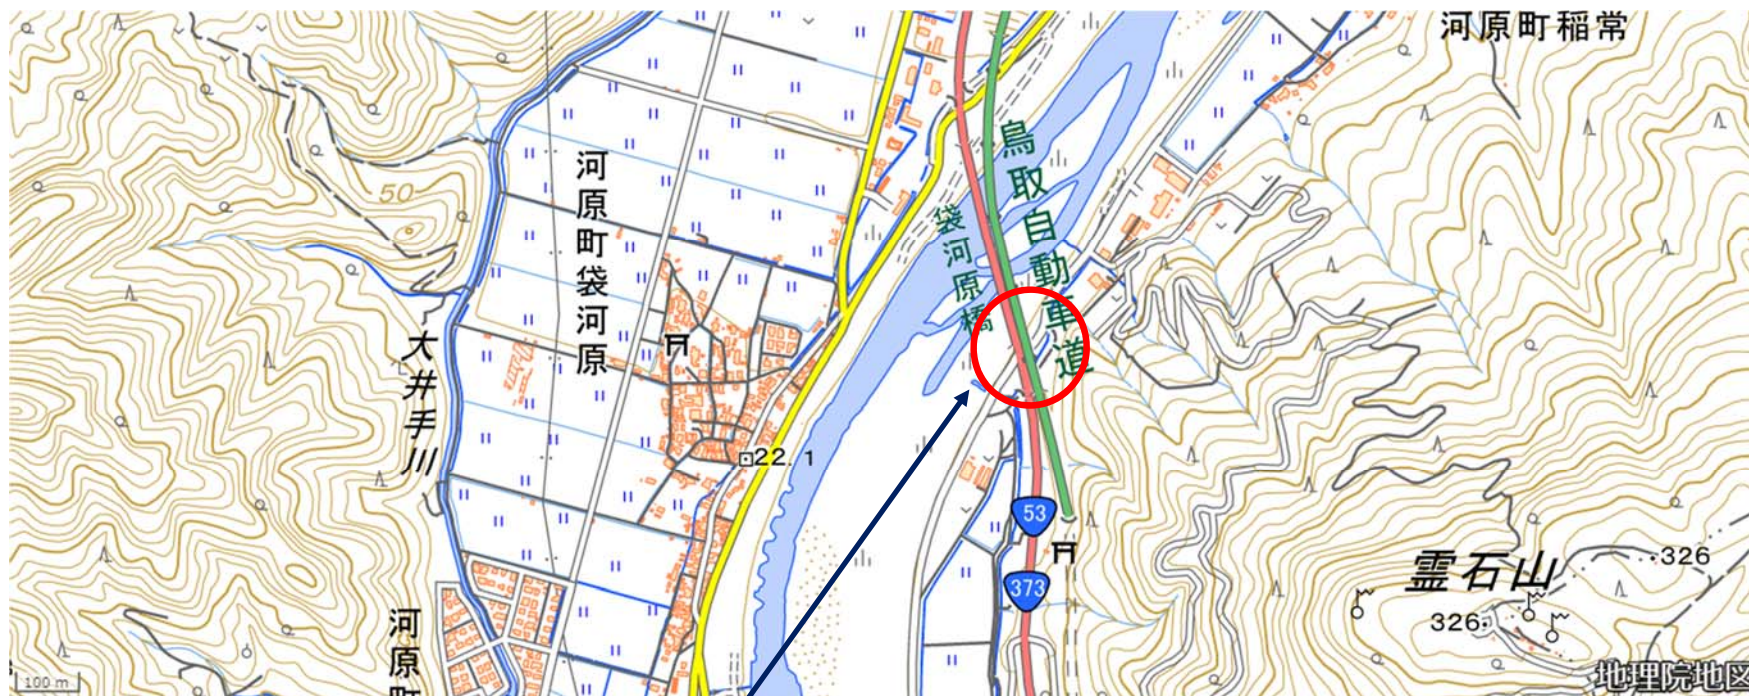 河原町稲常
鳥取自動車道
袋河原橋
50
河原町袋河原
大井手川
22.1
53
373
霊石山
326
326
河原町
100 m
地理院地図